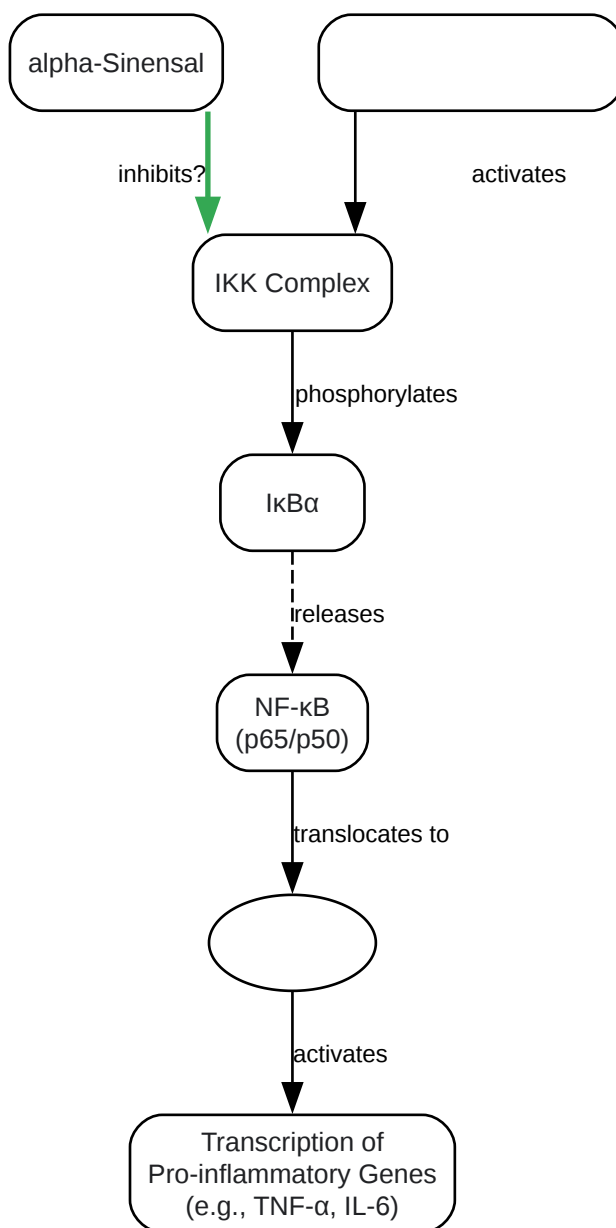 alpha-Sinensal
inhibits?
activates
IKK Complex
phosphorylates
IκBα
releases
NF-κB
(p65/p50)
translocates to
activates
Transcription of
Pro-inflammatory Genes
(e.g., TNF-α, IL-6)